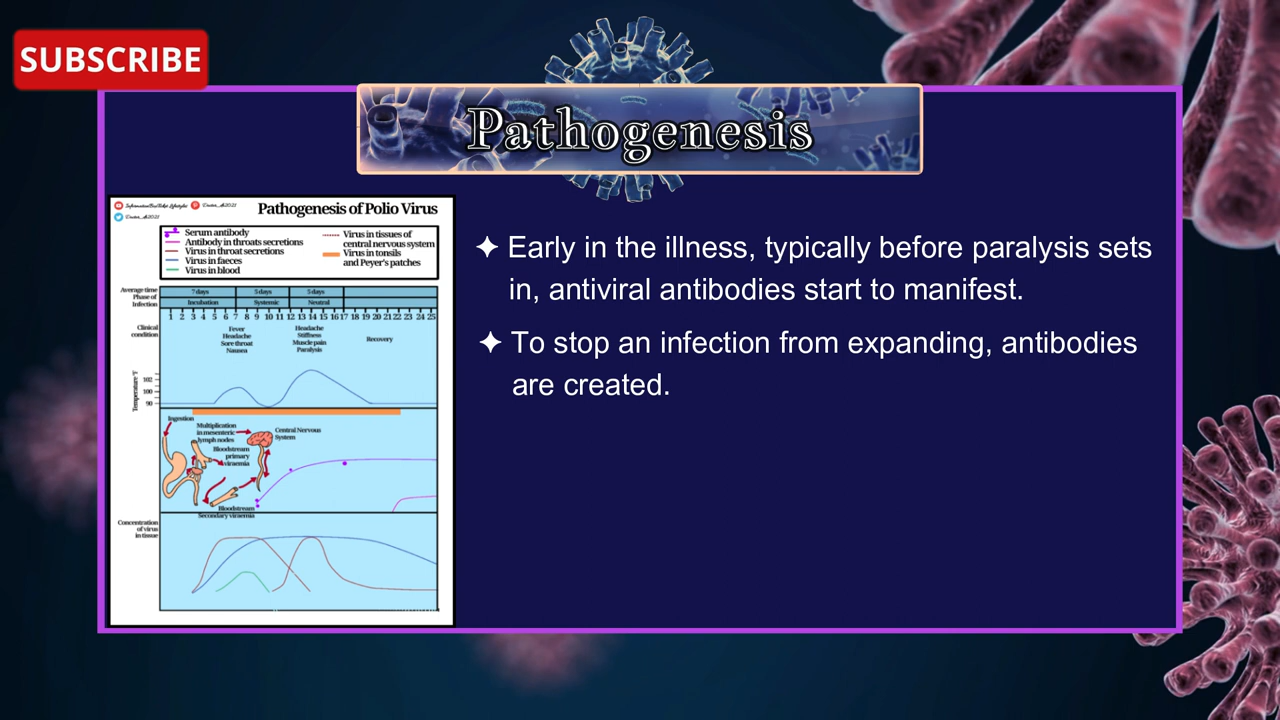 SUBSCRIBE
Pathogenesis
Pathogenesis of Polio Virus
Serum antibody
Antibody in throats secretions
Virus in throat secretions
Virus in faeces
Virus in blood
Virus in tissues of
central nervous system
Virus in tonsils
and Peyer's patches
Average time
Phase of
Infection
7 days 5 days 5 days
Incubation Systemic Neutral
1 2 3 4 5 6 7 8 9 10 11 12 13 14 15 16 17 18 19 20 21 22 23 24 25
Clinical
condition
Fever
Headache
Sore throat
Nausea
Headache
Stiffness
Muscle pain
Paralysis
Recovery
Temperature °F
102
100
90
Ingestion
Multiplication
in mesenteric
lymph nodes
Central Nervous
System
Bloodstream
primary
viraemia
Bloodstream
Secondary viraemia
Concentration
of virus
in tissue
✦ Early in the illness, typically before paralysis sets
in, antiviral antibodies start to manifest.
✦ To stop an infection from expanding, antibodies
are created.